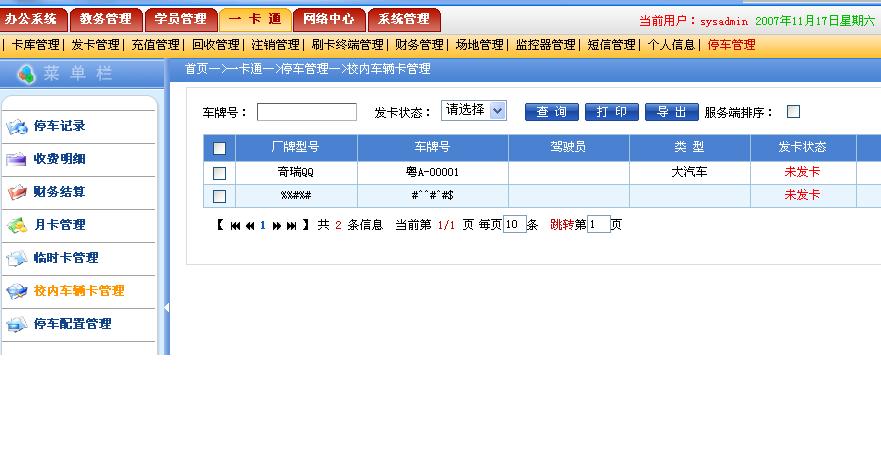 办公系统 教务管理 学员管理 一 卡 通 网络中心 系统管理 当前用户：sysadmin 2007年11月17日星期六
| 卡库管理| 发卡管理| 充值管理 | 回收管理 | 注销管理 | 刷卡终端管理 | 财务管理 | 场地管理 | 监控器管理 | 短信管理 | 个人信息 | 停车管理
菜 单 栏 首页—>一卡通—>停车管理—>校内车辆卡管理
车牌号： 发卡状态： 请选择 查 询 打 印 导 出 服务端排序：
厂牌型号 车牌号 驾驶员 类 型 发卡状态
奇瑞QQ 粤A-00001 大汽车 未发卡
%%#%# #^^#^#$ 未发卡
【 1 】 共 2 条信息 当前第 1/1 页 每页10条 跳转第1页
停车记录
收费明细
财务结算
月卡管理
临时卡管理
校内车辆卡管理
停车配置管理